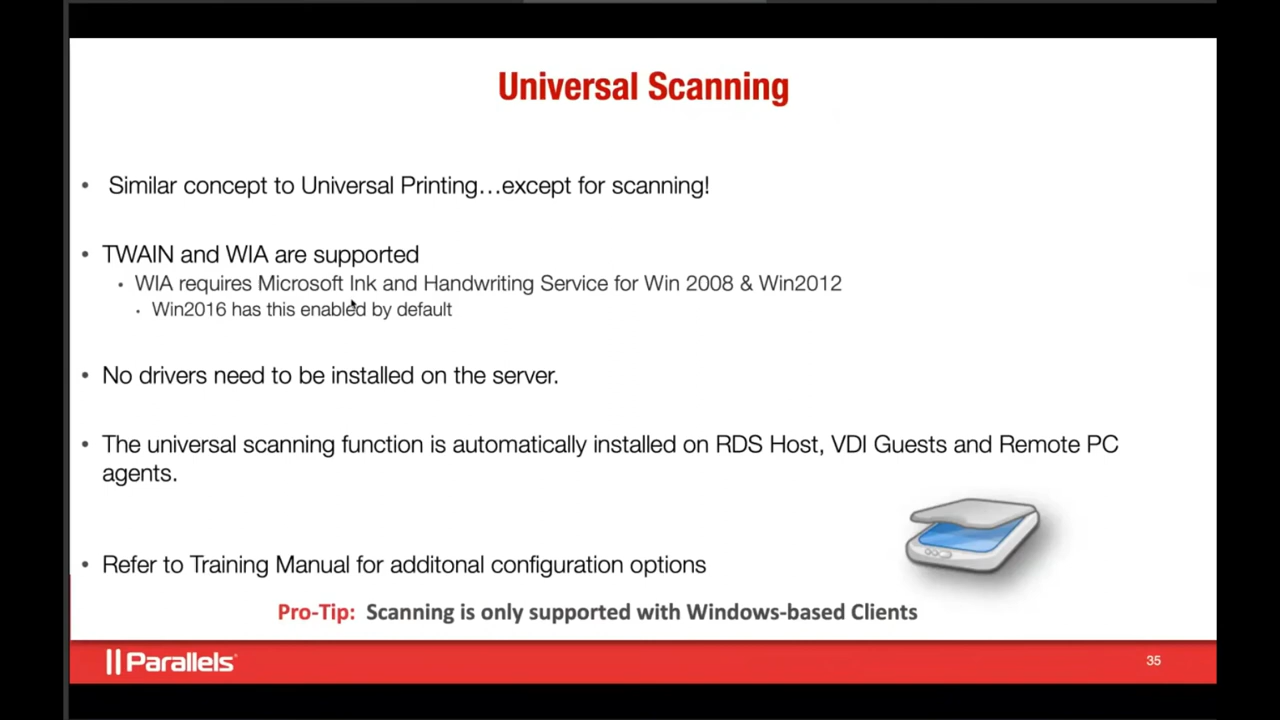 Universal Scanning
• Similar concept to Universal Printing…except for scanning!
• TWAIN and WIA are supported
• WIA requires Microsoft Ink and Handwriting Service for Win 2008 & Win2012
• Win2016 has this enabled by default
• No drivers need to be installed on the server.
• The universal scanning function is automatically installed on RDS Host, VDI Guests and Remote PC
agents.
• Refer to Training Manual for additonal configuration options
Pro-Tip: Scanning is only supported with Windows-based Clients
Parallels
35